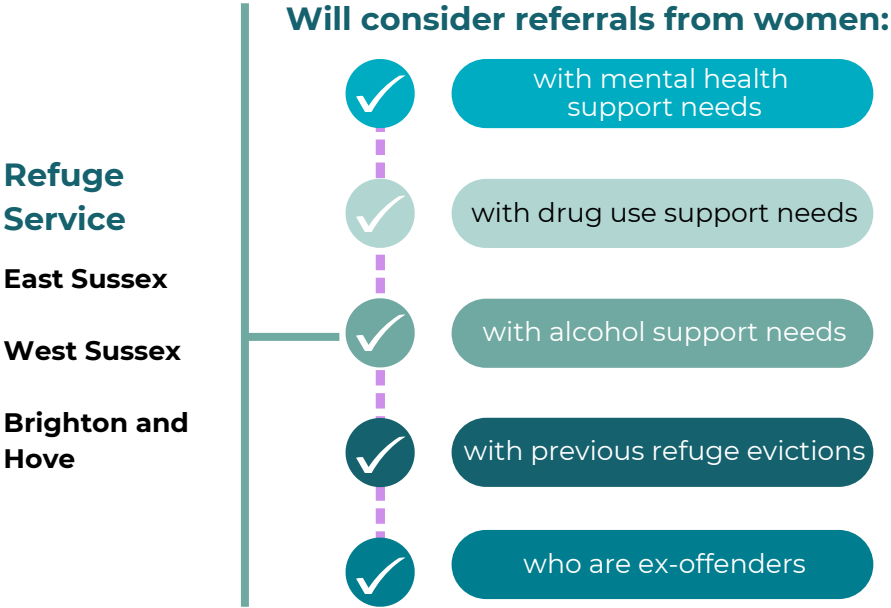 Will consider referrals from women:
with mental health
support needs
Refuge
Service
with drug use support needs
East Sussex
with alcohol support needs
West Sussex
Brighton and
Hove
with previous refuge evictions
who are ex-offenders